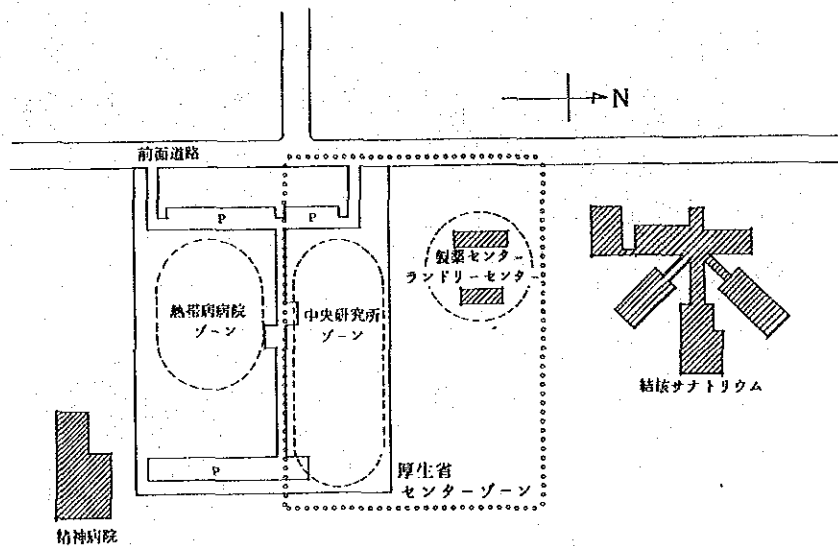 N
前面道路
P
P
製薬センター
ランドリーセンター
熱帯病病院
ゾーン
中央研究所
ゾーン
結核サナトリウム
P
厚生省
センターゾーン
精神病院